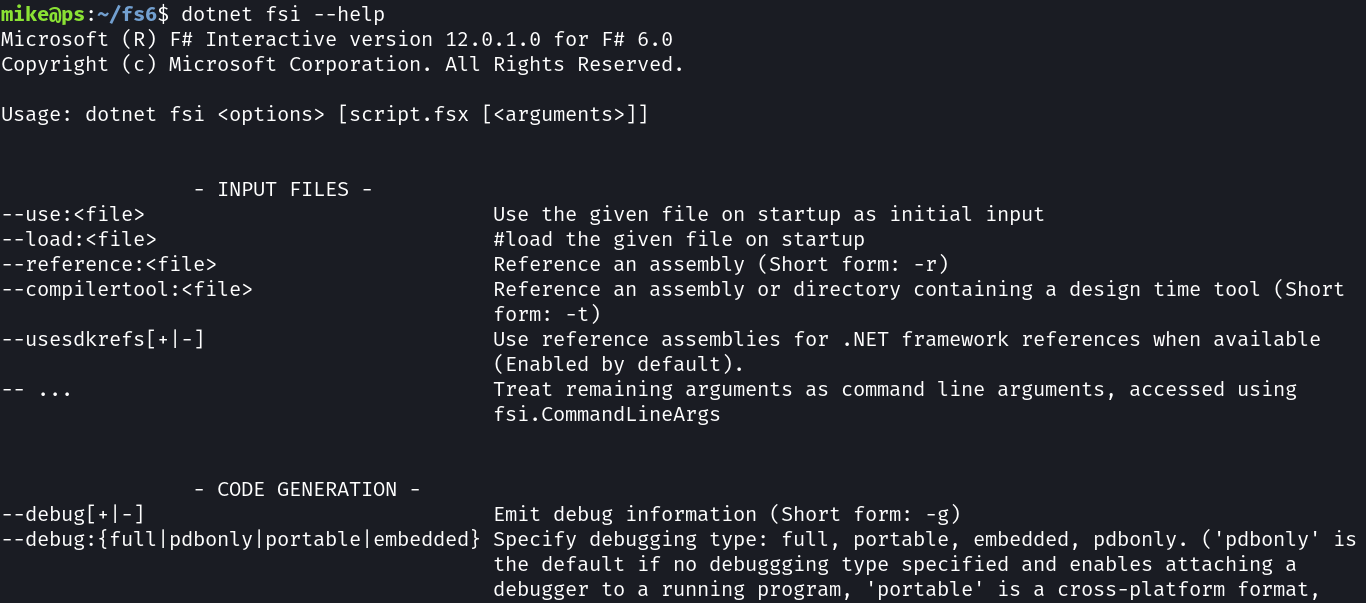 mike@ps:~/fs6$ dotnet fsi --help
Microsoft (R) F# Interactive version 12.0.1.0 for F# 6.0
Copyright (c) Microsoft Corporation. All Rights Reserved.
Usage: dotnet fsi <options> [script.fsx [<arguments>]]
- INPUT FILES -
--use:<file> Use the given file on startup as initial input
--load:<file> #load the given file on startup
--reference:<file> Reference an assembly (Short form: -r)
--compilertool:<file> Reference an assembly or directory containing a design time tool (Short
form: -t)
--usesdkrefs[+|-] Use reference assemblies for .NET framework references when available
(Enabled by default).
-- ... Treat remaining arguments as command line arguments, accessed using
fsi.CommandLineArgs
- CODE GENERATION -
--debug[+|-] Emit debug information (Short form: -g)
--debug:{full|pdbonly|portable|embedded} Specify debugging type: full, portable, embedded, pdbonly. ('pdbonly' is
the default if no debuggging type specified and enables attaching a
debugger to a running program, 'portable' is a cross-platform format,